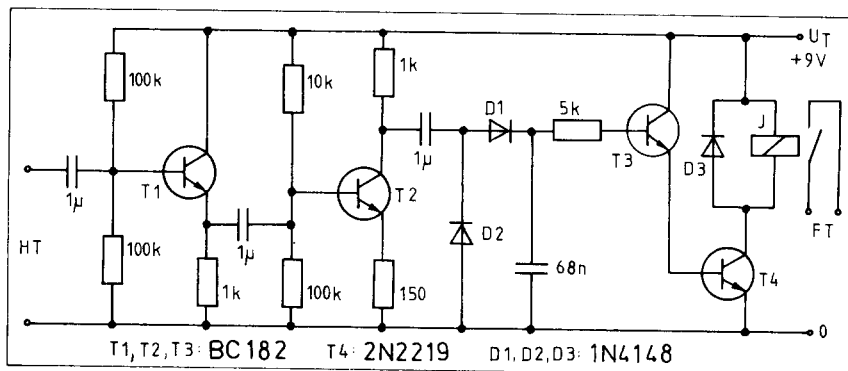 U_T
+9V
100k
10k
1k
D1
5k
T3
J
D3
1μ
T1
1μ
T2
1μ
D2
HT
100k
1k
100k
150
68n
T4
FT
0
T1, T2, T3: BC182 T4: 2N2219 D1, D2, D3: 1N4148